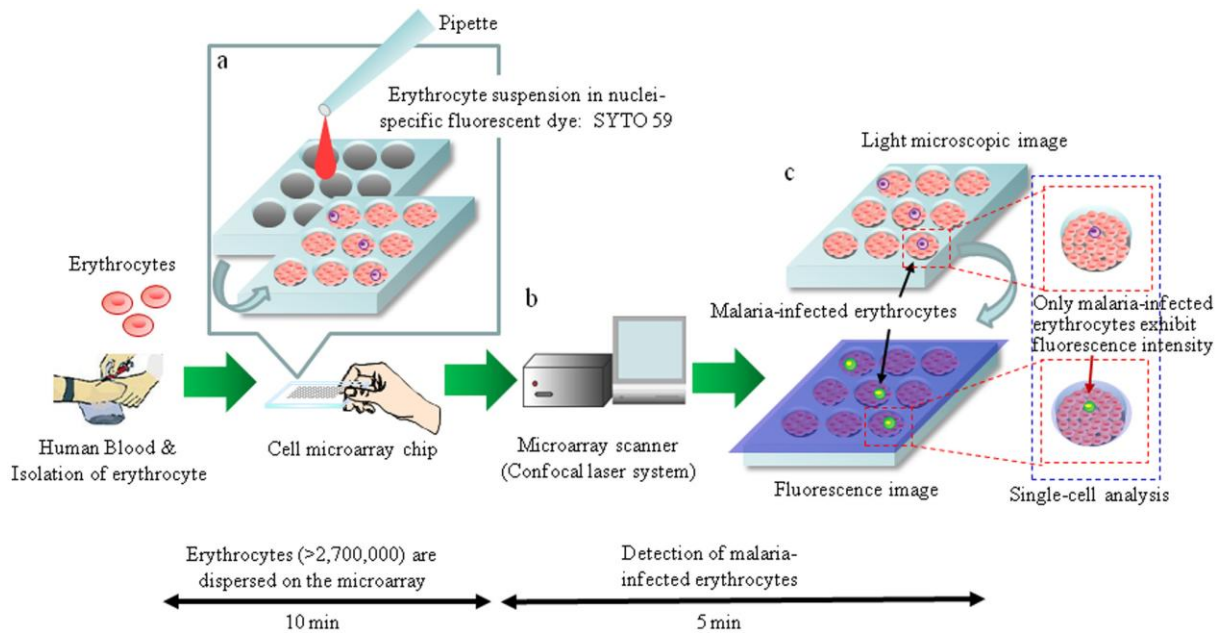 Pipette
a
Erythrocyte suspension in nuclei-
specific fluorescent dye: SYTO 59
Light microscopic image
c
Erythrocytes
b
Malaria-infected erythrocytes
Only malaria-infected
erythrocytes exhibit
fluorescence intensity
Human Blood &
Isolation of erythrocyte
Cell microarray chip
Microarray scanner
(Confocal laser system)
Fluorescence image
Single-cell analysis
Erythrocytes (>2,700,000) are
dispersed on the microarray
10 min
Detection of malaria-
infected erythrocytes
5 min